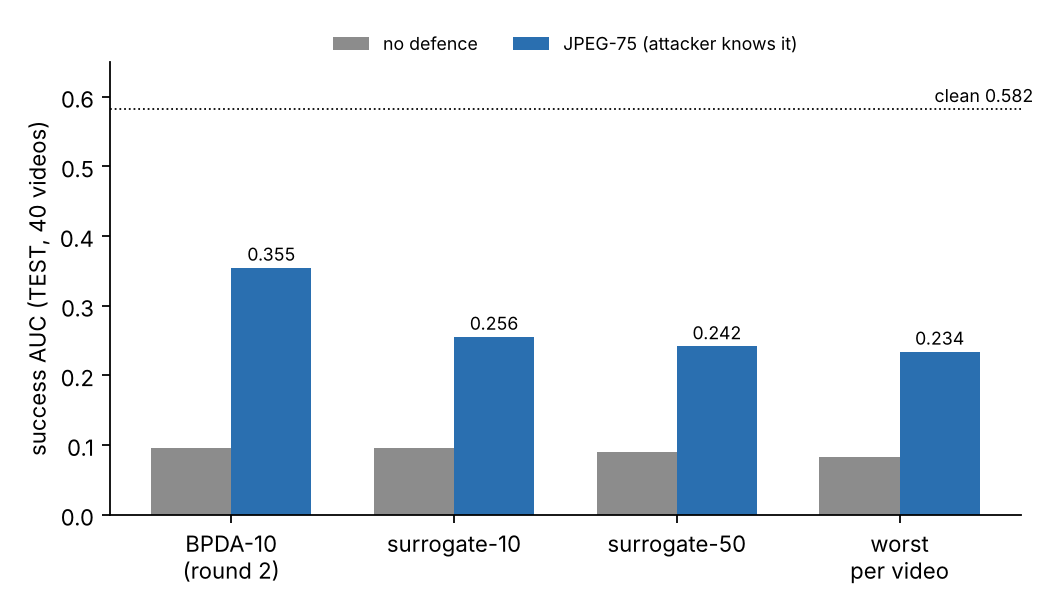 no defence
JPEG-75 (attacker knows it)
clean 0.582
success AUC (TEST, 40 videos)
0.6
0.5
0.4
0.3
0.2
0.1
0.0
0.355
0.256
0.242
0.234
BPDA-10
(round 2)
surrogate-10
surrogate-50
worst
per video